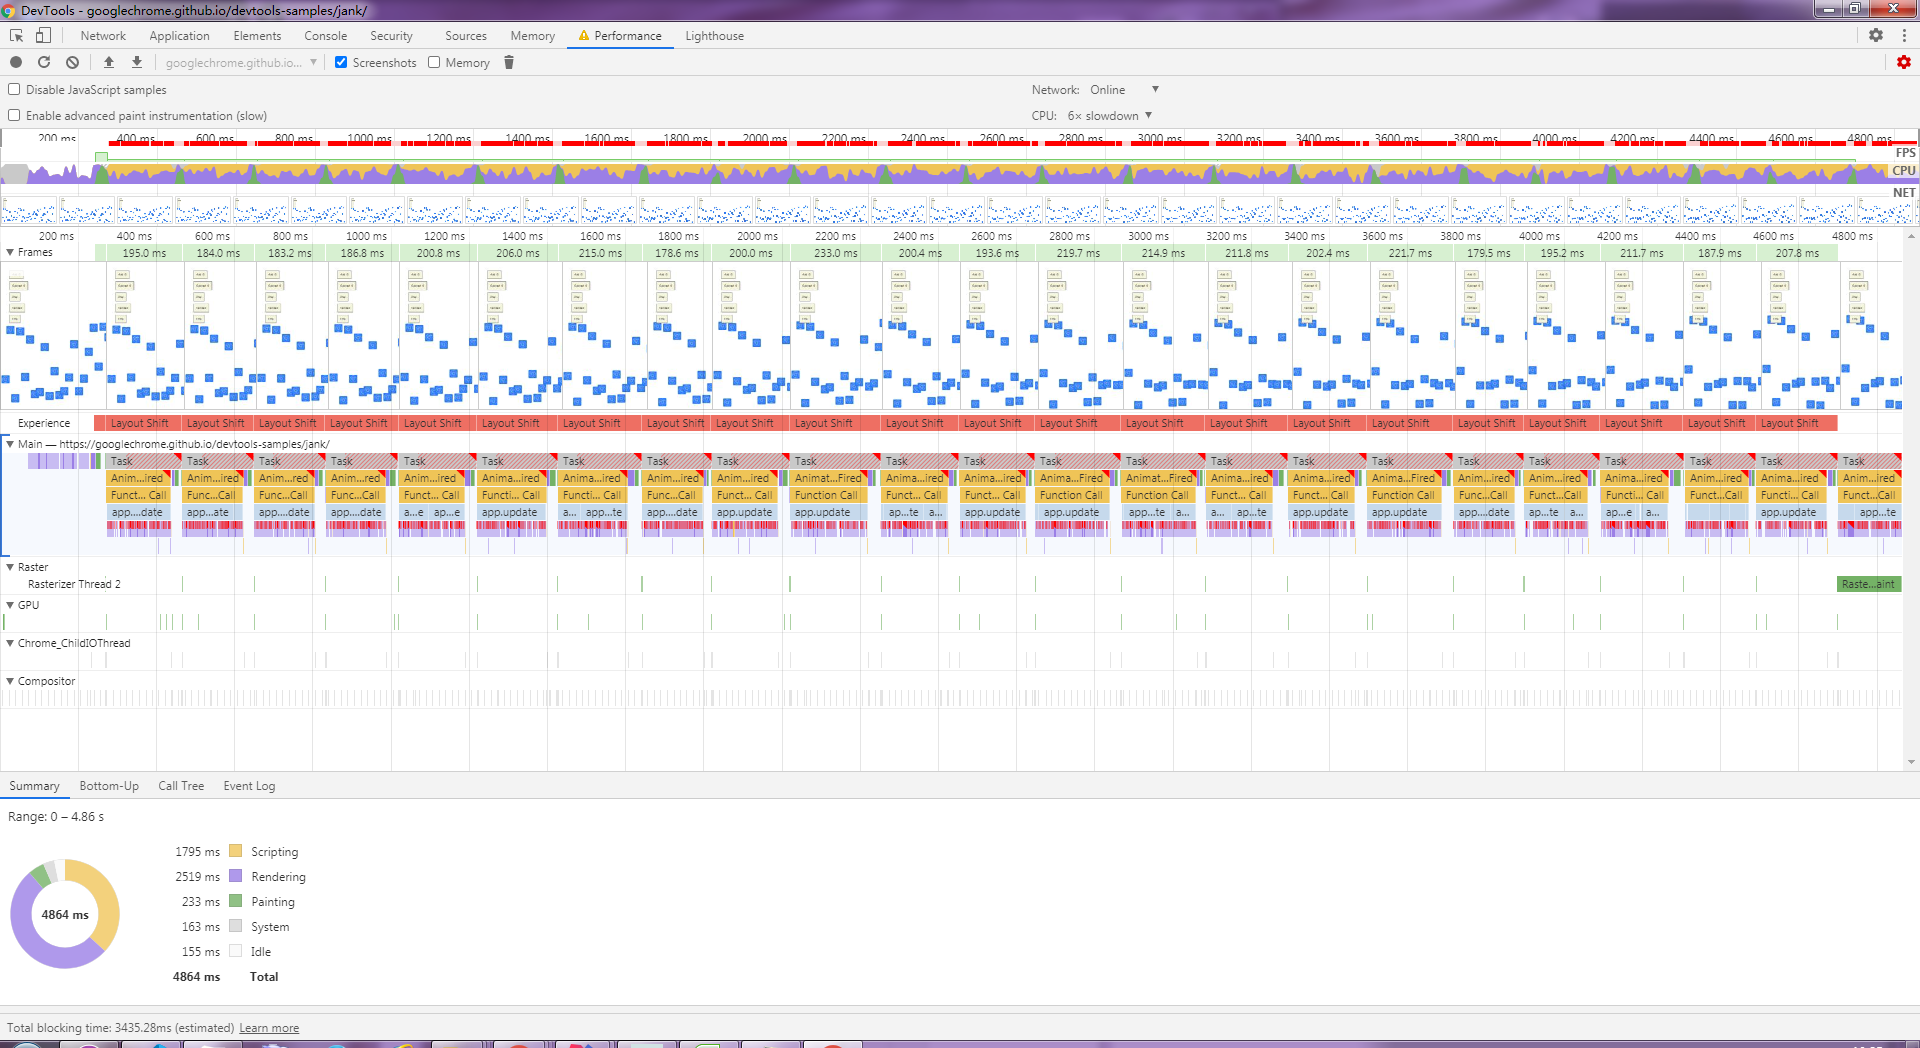 DevTools - googlechrome.github.io/devtools-samples/jank/
Network Application Elements Console Security Sources Memory Performance Lighthouse
googlechrome.github.io... Screenshots Memory
Disable JavaScript samples Network: Online
Enable advanced paint instrumentation (slow) CPU: 6× slowdown
200 ms 400 ms 600 ms 800 ms 1000 ms 1200 ms 1400 ms 1600 ms 1800 ms 2000 ms 2200 ms 2400 ms 2600 ms 2800 ms 3000 ms 3200 ms 3400 ms 3600 ms 3800 ms 4000 ms 4200 ms 4400 ms 4600 ms 4800 ms
FPS
CPU
NET
200 ms 400 ms 600 ms 800 ms 1000 ms 1200 ms 1400 ms 1600 ms 1800 ms 2000 ms 2200 ms 2400 ms 2600 ms 2800 ms 3000 ms 3200 ms 3400 ms 3600 ms 3800 ms 4000 ms 4200 ms 4400 ms 4600 ms 4800 ms
Frames 195.0 ms 184.0 ms 183.2 ms 186.8 ms 200.8 ms 206.0 ms 215.0 ms 178.6 ms 200.0 ms 233.0 ms 200.4 ms 193.6 ms 219.7 ms 214.9 ms 211.8 ms 202.4 ms 221.7 ms 179.5 ms 195.2 ms 211.7 ms 187.9 ms 207.8 ms
Experience Layout Shift Layout Shift Layout Shift Layout Shift Layout Shift Layout Shift Layout Shift Layout Shift Layout Shift Layout Shift Layout Shift Layout Shift Layout Shift Layout Shift Layout Shift Layout Shift Layout Shift Layout Shift Layout Shift Layout Shift Layout Shift Layout Shift
Main — https://googlechrome.github.io/devtools-samples/jank/
Task Task Task Task Task Task Task Task Task Task Task Task Task Task Task Task Task Task Task Task Task Task Task
Anim...ired Anim...ired Anim...red Anim...red Anima...ired Anima...ired Anima...ired Anim...ired Anim...ired Animat...Fired Anima...ired Anima...ired Anima...Fired Animat...Fired Anima...ired Anima...ired Anima...Fired Anim...ired Anim...ired Anima...ired Anim...ired Anima...ired Anim...ired
Funct... Call Func...Call Func...Call Func...Call Funct... Call Functi... Call Functi... Call Func...Call Funct... Call Function Call Funct... Call Functi... Call Function Call Function Call Funct... Call Functi... Call Function Call Func...Call Funct... Call Functi... Call Funct...Call Functi... Call Funct...Call
app....date app...ate app....date app....date a...e app...e app.update a... app...te app....date app.update app.update app...te a... app.update app.update app...te a... a... app...te app.update app.update app....date app...te a... app...e a... app.update app...te
Raster
Rasterizer Thread 2 Raste...aint
GPU
Chrome_ChildIOThread
Compositor
Summary Bottom-Up Call Tree Event Log
Range: 0 – 4.86 s
1795 ms Scripting
2519 ms Rendering
233 ms Painting
4864 ms
163 ms System
155 ms Idle
4864 ms Total
Total blocking time: 3435.28ms (estimated) Learn more